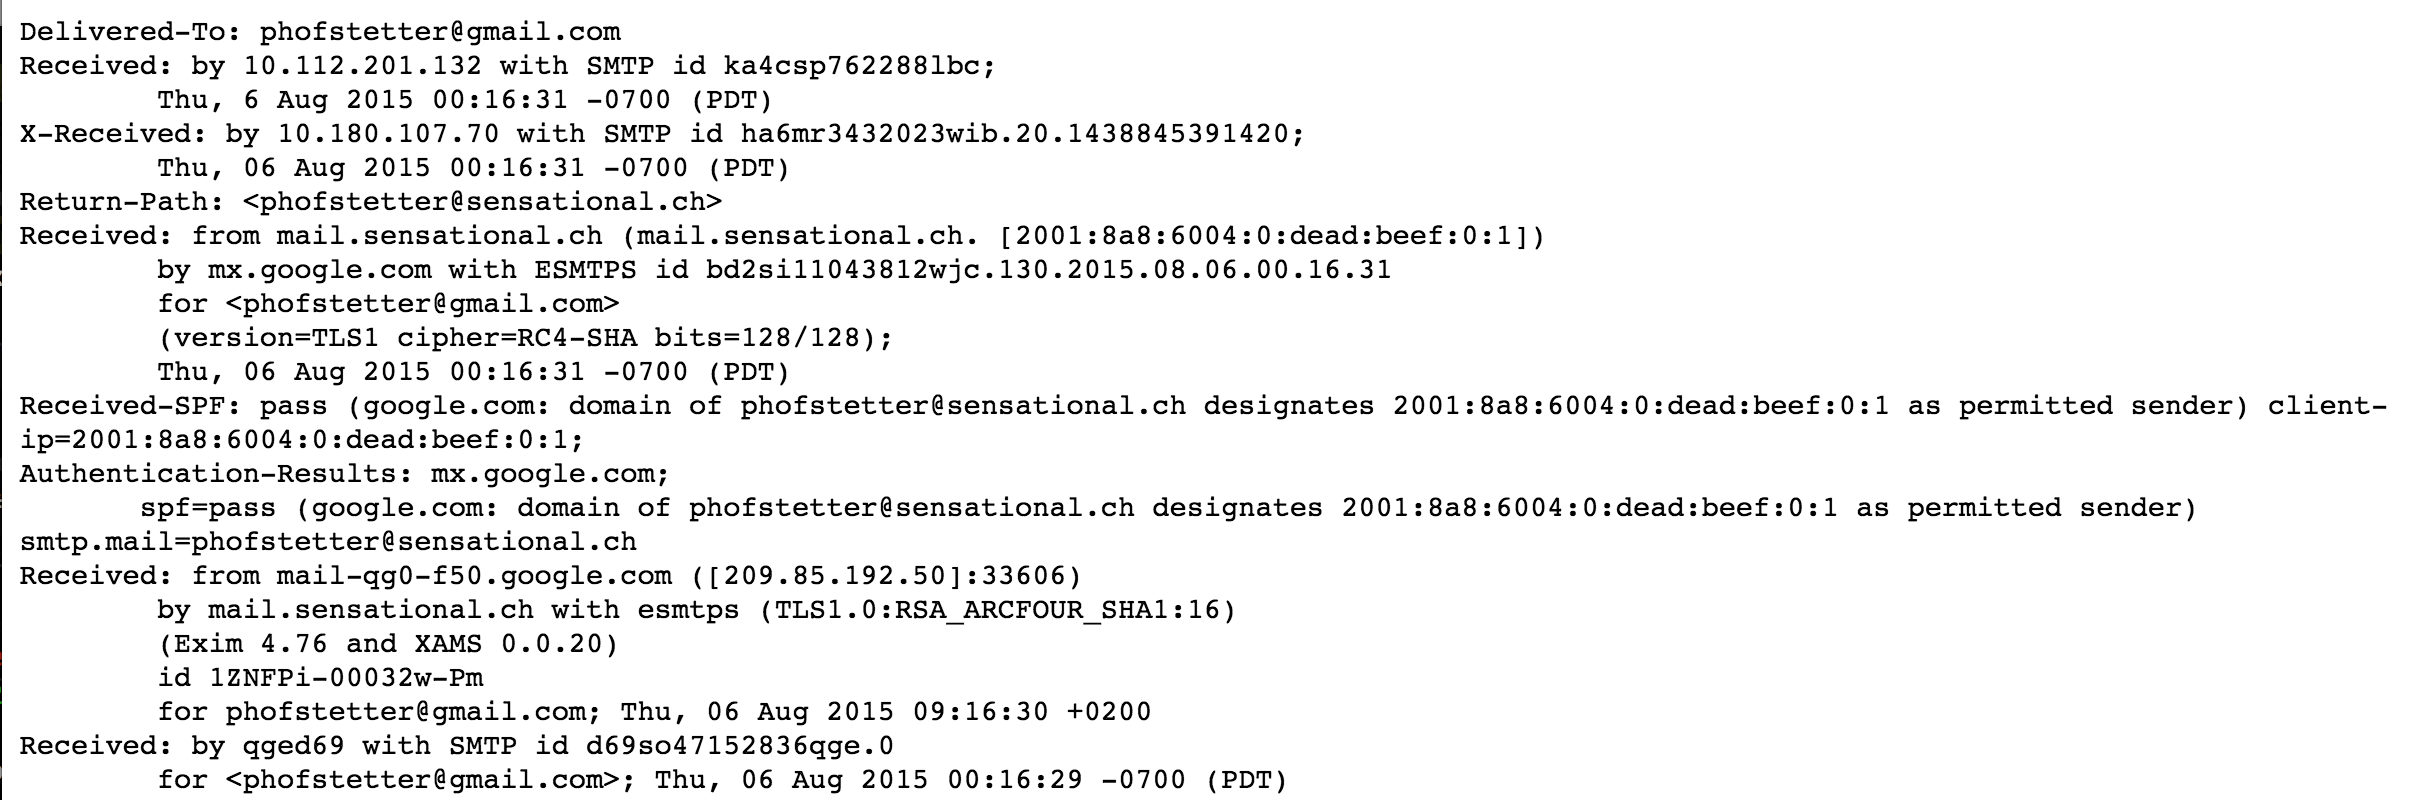 Delivered-To: phofstetter@gmail.com
Received: by 10.112.201.132 with SMTP id ka4csp762288lbc;
Thu, 6 Aug 2015 00:16:31 -0700 (PDT)
X-Received: by 10.180.107.70 with SMTP id ha6mr3432023wib.20.1438845391420;
Thu, 06 Aug 2015 00:16:31 -0700 (PDT)
Return-Path: <phofstetter@sensational.ch>
Received: from mail.sensational.ch (mail.sensational.ch. [2001:8a8:6004:0:dead:beef:0:1])
by mx.google.com with ESMTPS id bd2si11043812wjc.130.2015.08.06.00.16.31
for <phofstetter@gmail.com>
(version=TLS1 cipher=RC4-SHA bits=128/128);
Thu, 06 Aug 2015 00:16:31 -0700 (PDT)
Received-SPF: pass (google.com: domain of phofstetter@sensational.ch designates 2001:8a8:6004:0:dead:beef:0:1 as permitted sender) client-
ip=2001:8a8:6004:0:dead:beef:0:1;
Authentication-Results: mx.google.com;
spf=pass (google.com: domain of phofstetter@sensational.ch designates 2001:8a8:6004:0:dead:beef:0:1 as permitted sender)
smtp.mail=phofstetter@sensational.ch
Received: from mail-qg0-f50.google.com ([209.85.192.50]:33606)
by mail.sensational.ch with esmtps (TLS1.0:RSA_ARCFOUR_SHA1:16)
(Exim 4.76 and XAMS 0.0.20)
id 1ZNFPi-00032w-Pm
for phofstetter@gmail.com; Thu, 06 Aug 2015 09:16:30 +0200
Received: by qged69 with SMTP id d69so47152836qge.0
for <phofstetter@gmail.com>; Thu, 06 Aug 2015 00:16:29 -0700 (PDT)